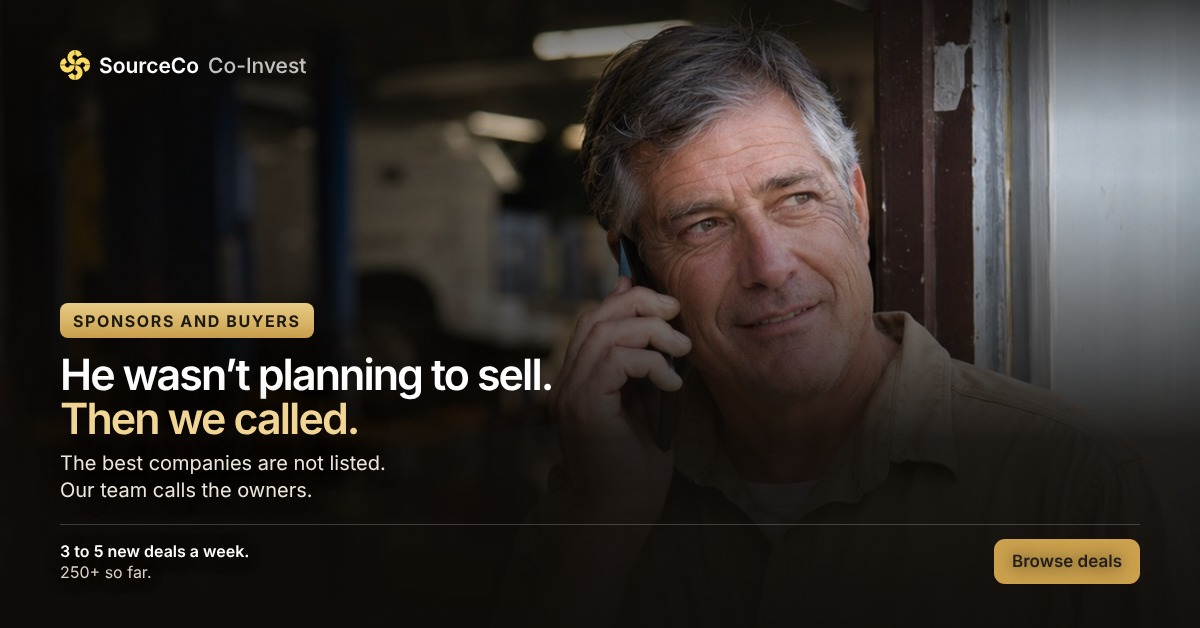 SourceCo Co-Invest
SPONSORS AND BUYERS
He wasn’t planning to sell.
Then we called.
The best companies are not listed.
Our team calls the owners.
3 to 5 new deals a week.
250+ so far.
Browse deals